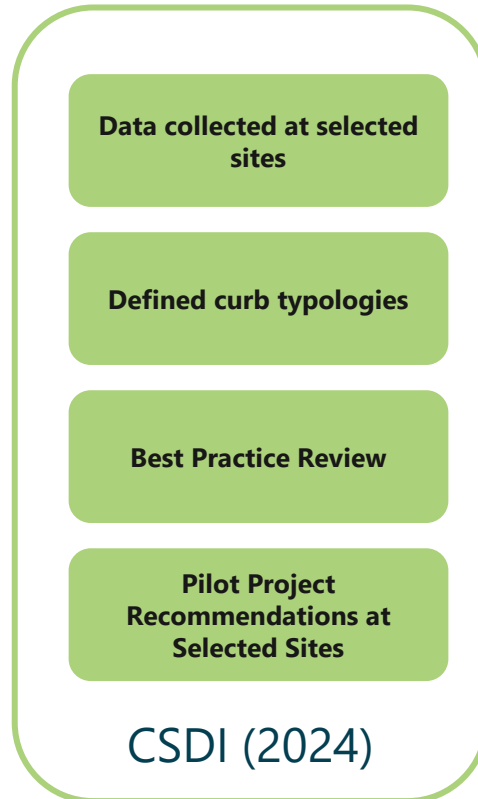 Data collected at selected
sites
Defined curb typologies
Best Practice Review
Pilot Project
Recommendations at
Selected Sites
CSDI (2024)